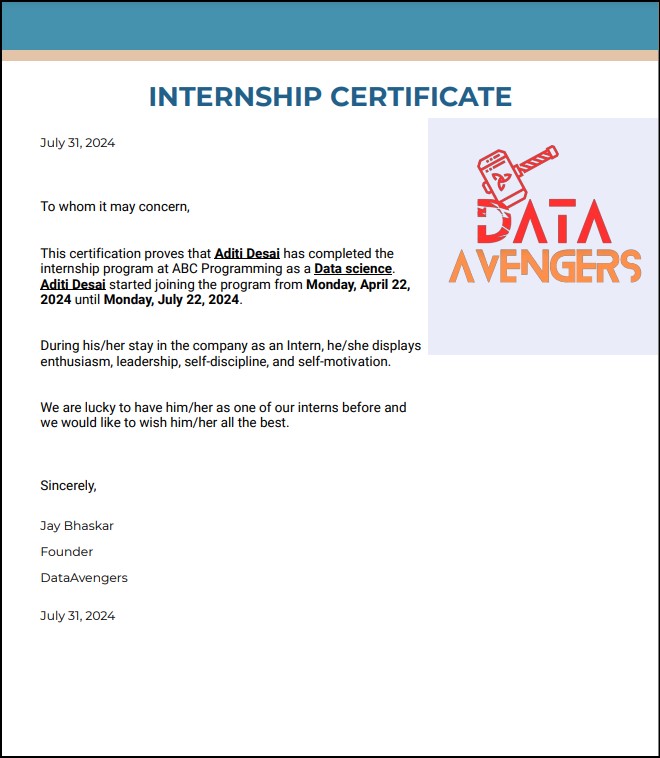 INTERNSHIP CERTIFICATE
July 31, 2024
DATA
AVENGERS
To whom it may concern,
This certification proves that Aditi Desai has completed the
internship program at ABC Programming as a Data science.
Aditi Desai started joining the program from Monday, April 22,
2024 until Monday, July 22, 2024.
During his/her stay in the company as an Intern, he/she displays
enthusiasm, leadership, self-discipline, and self-motivation.
We are lucky to have him/her as one of our interns before and
we would like to wish him/her all the best.
Sincerely,
Jay Bhaskar
Founder
DataAvengers
July 31, 2024